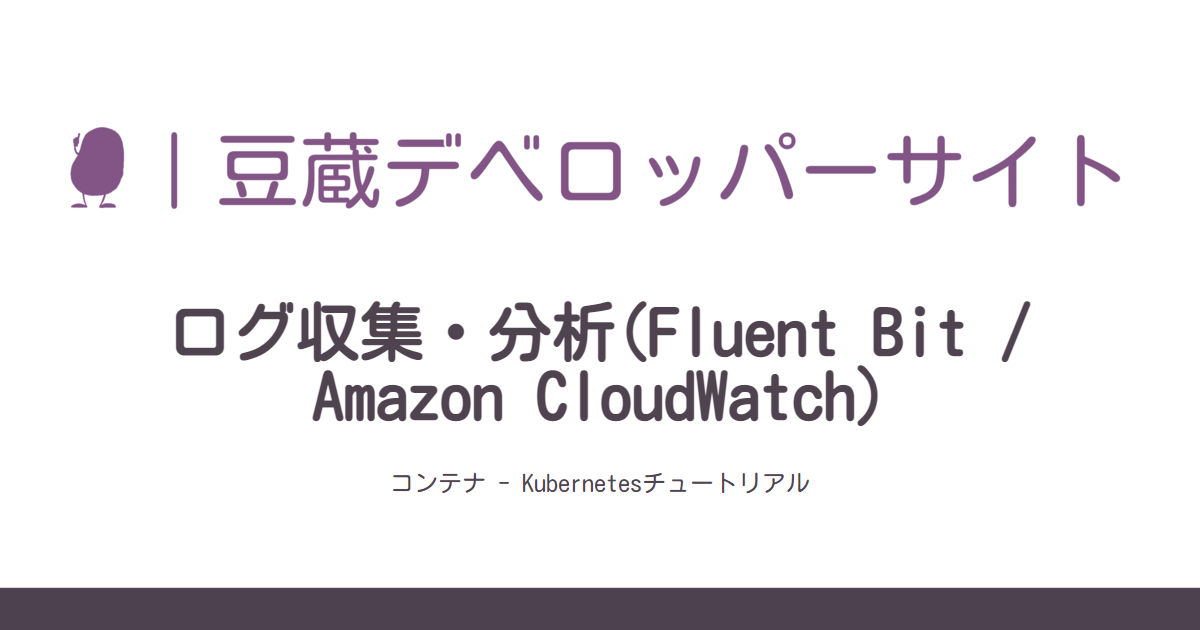 | 豆蔵デベロッパーサイト
ログ収集・分析(Fluent Bit /
Amazon CloudWatch)
コンテナ - Kubernetesチュートリアル